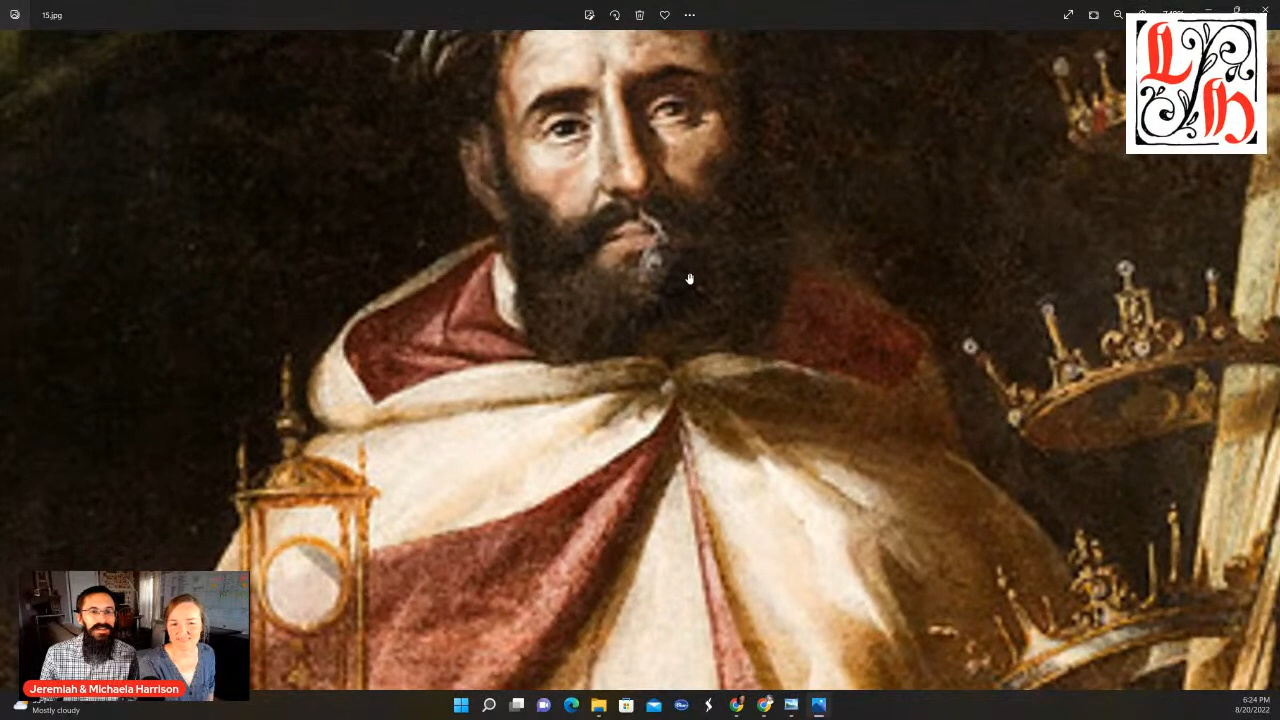 15.jpg
L
H
Jeremiah & Michaela Harrison
Mostly cloudy
6:24 PM
8/20/2022